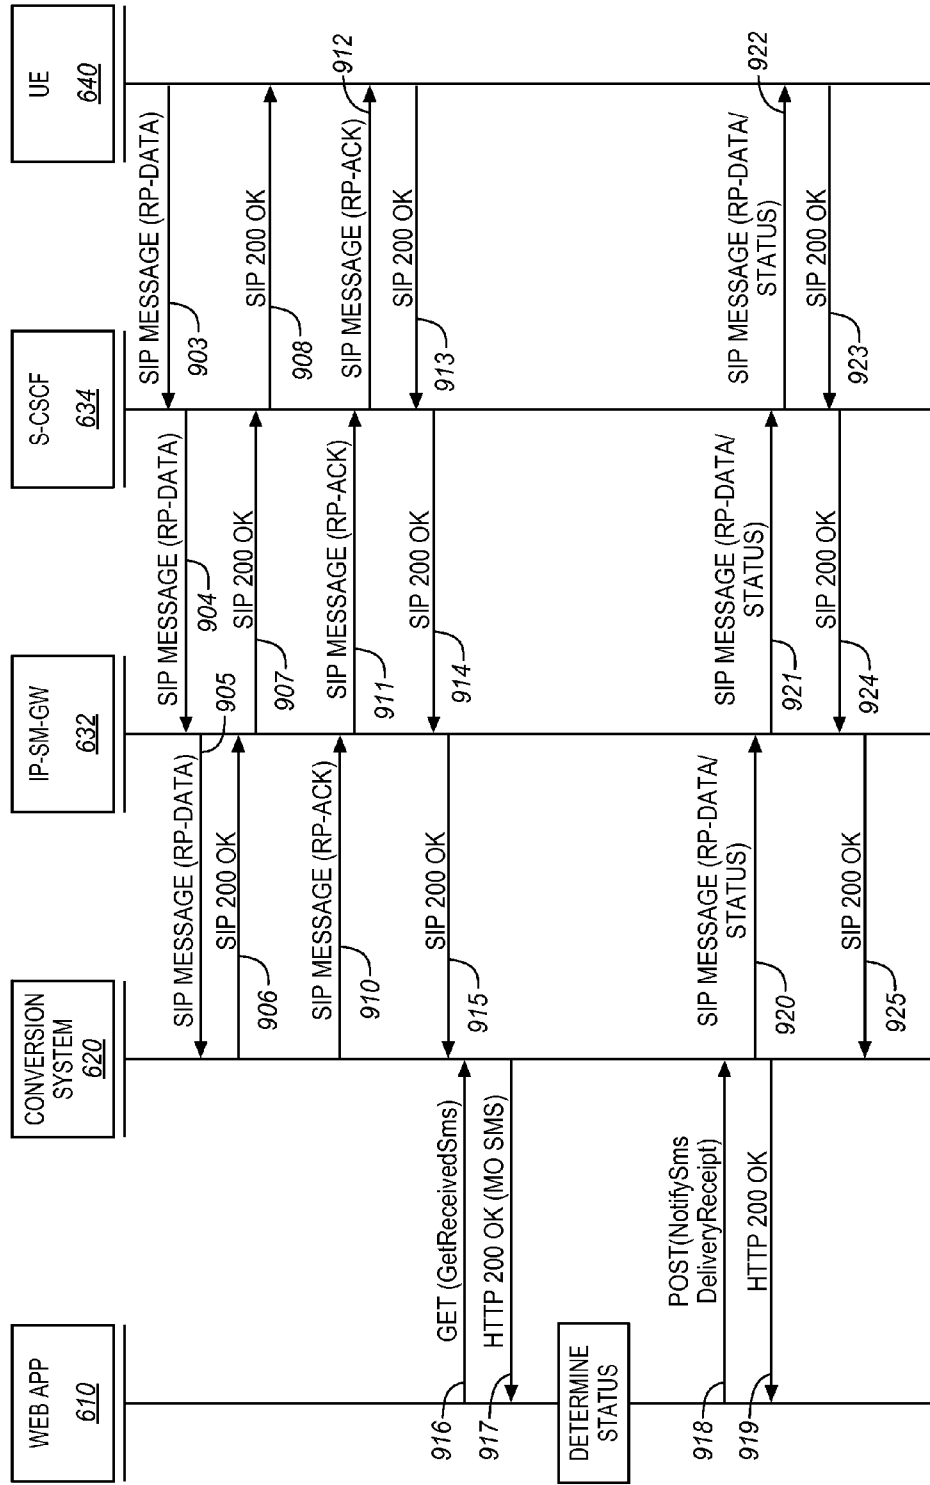 WEB APP
610
CONVERSION
SYSTEM
620
IP-SM-GW
632
S-CSCF
634
UE
640
SIP MESSAGE (RP-DATA)
903
SIP MESSAGE (RP-DATA)
904
SIP MESSAGE (RP-DATA)
905
SIP 200 OK
906
SIP 200 OK
907
SIP 200 OK
908
SIP MESSAGE (RP-ACK)
910
SIP MESSAGE (RP-ACK)
911
SIP MESSAGE (RP-ACK)
912
SIP 200 OK
913
SIP 200 OK
914
SIP 200 OK
915
GET (GetReceivedSms)
916
HTTP 200 OK (MO SMS)
917
DETERMINE
STATUS
POST(NotifySms
DeliveryReceipt)
918
HTTP 200 OK
919
SIP MESSAGE (RP-DATA/
STATUS)
920
SIP MESSAGE (RP-DATA/
STATUS)
921
SIP MESSAGE (RP-DATA/
STATUS)
922
SIP 200 OK
923
SIP 200 OK
924
SIP 200 OK
925